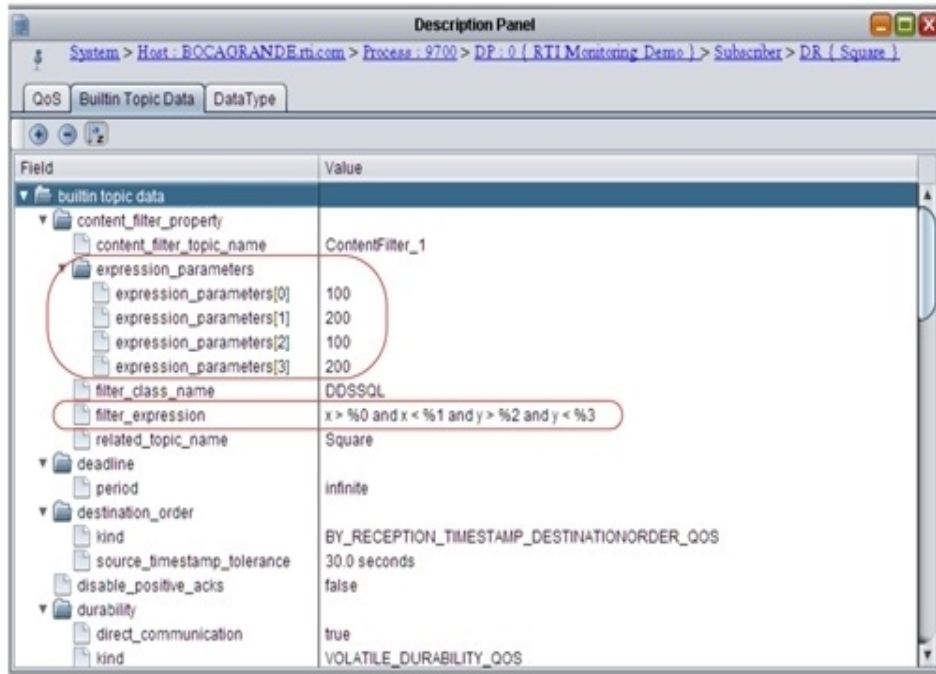 Description Panel
System > Host : BOCAGRANDE.rti.com > Process : 9700 > DP : 0 { RTI Monitoring Demo } > Subscriber > DR { Square }
QoS Builtin Topic Data DataType
Field Value
builtin topic data
content_filter_property
content_filter_topic_name ContentFilter_1
expression_parameters
expression_parameters[0] 100
expression_parameters[1] 200
expression_parameters[2] 100
expression_parameters[3] 200
filter_class_name DDSSQL
filter_expression x > %0 and x < %1 and y > %2 and y < %3
related_topic_name Square
deadline
period infinite
destination_order
kind BY_RECEPTION_TIMESTAMP_DESTINATIONORDER_QOS
source_timestamp_tolerance 30.0 seconds
disable_positive_acks false
durability
direct_communication true
kind VOLATILE_DURABILITY_QOS